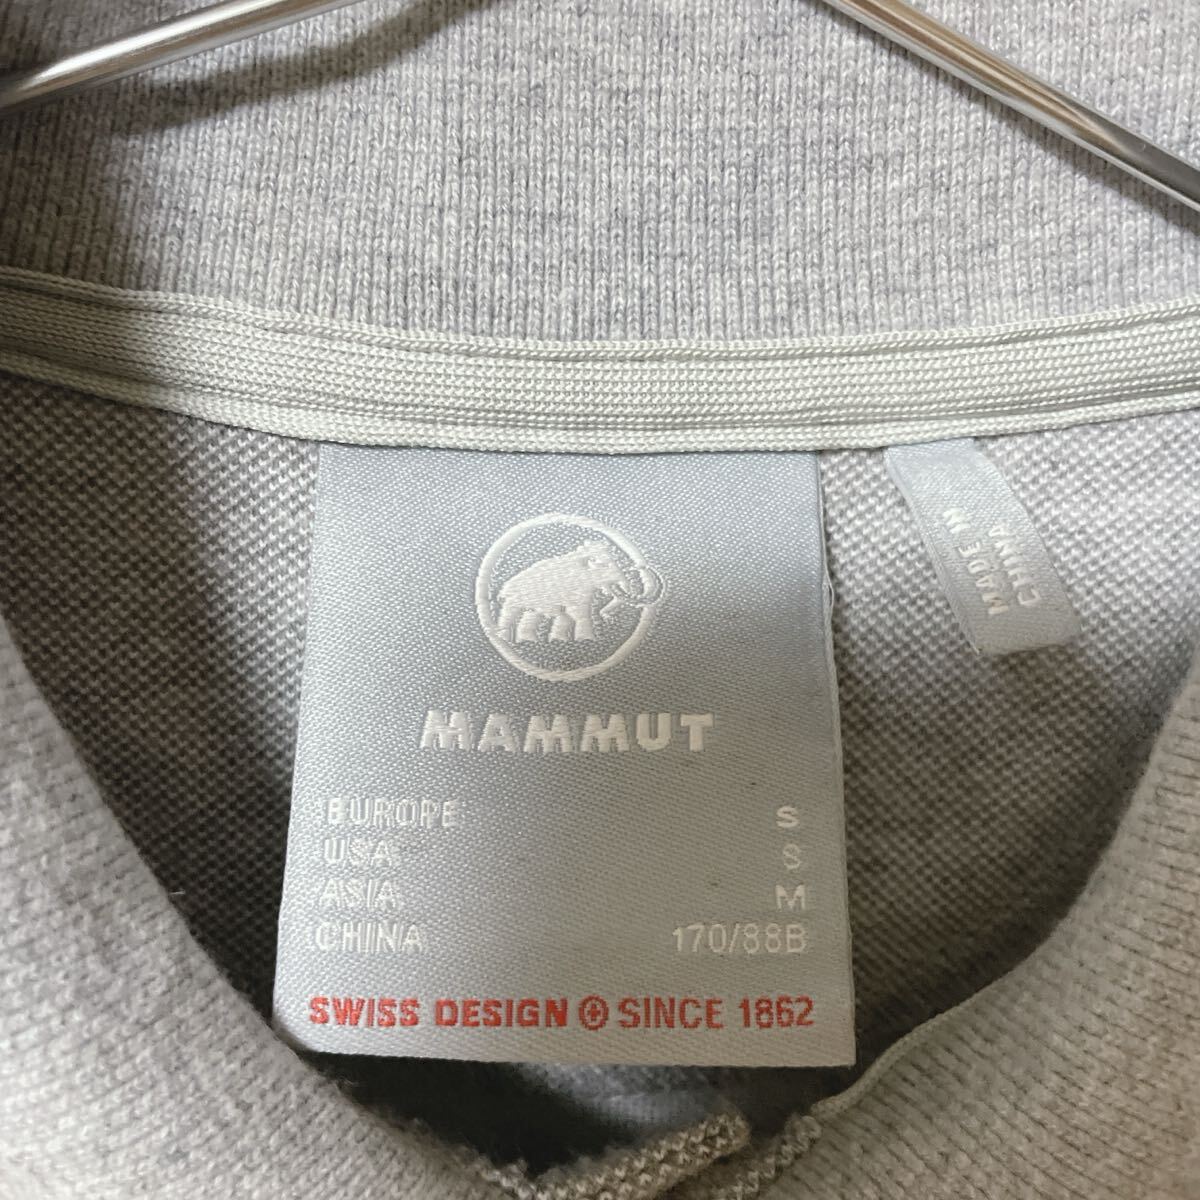 MAMMUT
EUROPE S
USA S
ASIA M
CHINA 170/88B
SWISS DESIGN SINCE 1862
MADE IN
CHINA